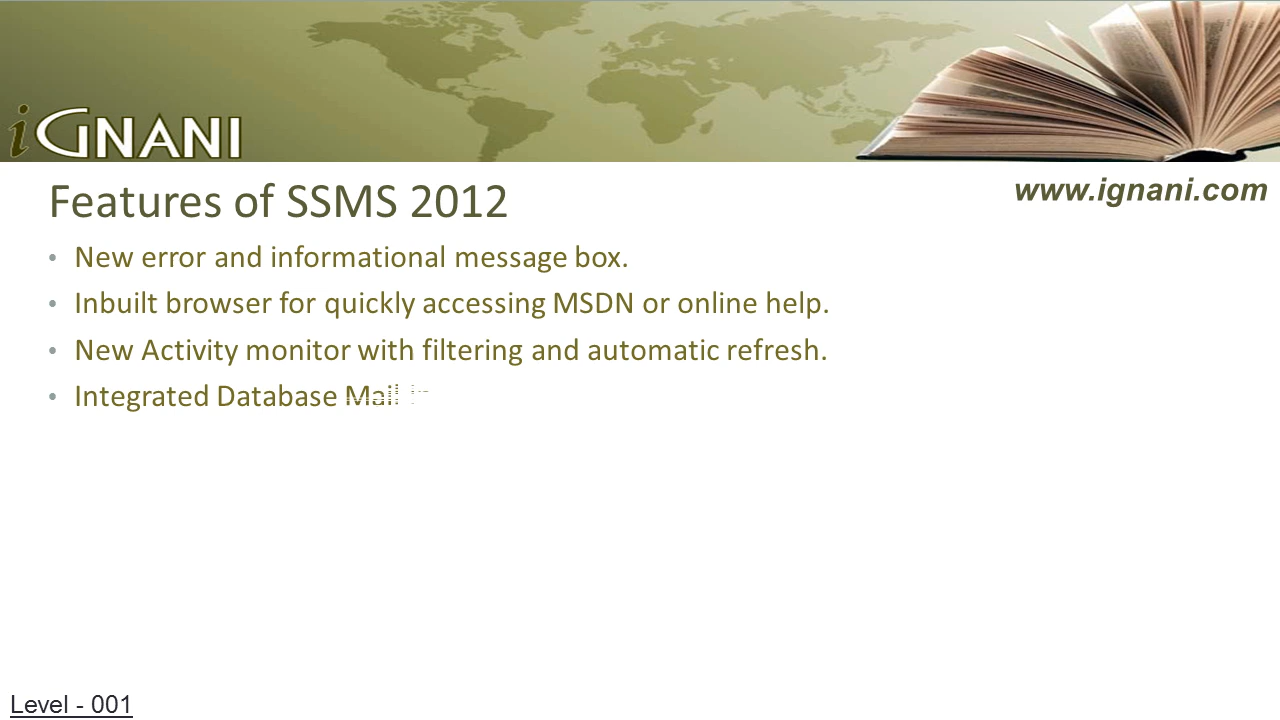 iGNANI
www.ignani.com
Features of SSMS 2012
• New error and informational message box.
• Inbuilt browser for quickly accessing MSDN or online help.
• New Activity monitor with filtering and automatic refresh.
• Integrated Database
Level - 001